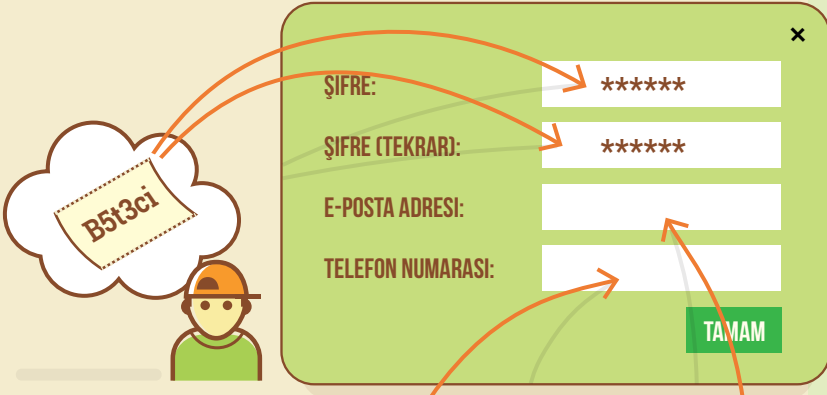 ×
ŞIFRE: ******
ŞIFRE (TEKRAR): ******
B5t3ci
E-POSTA ADRESI:
TELEFON NUMARASI:
TAMAM